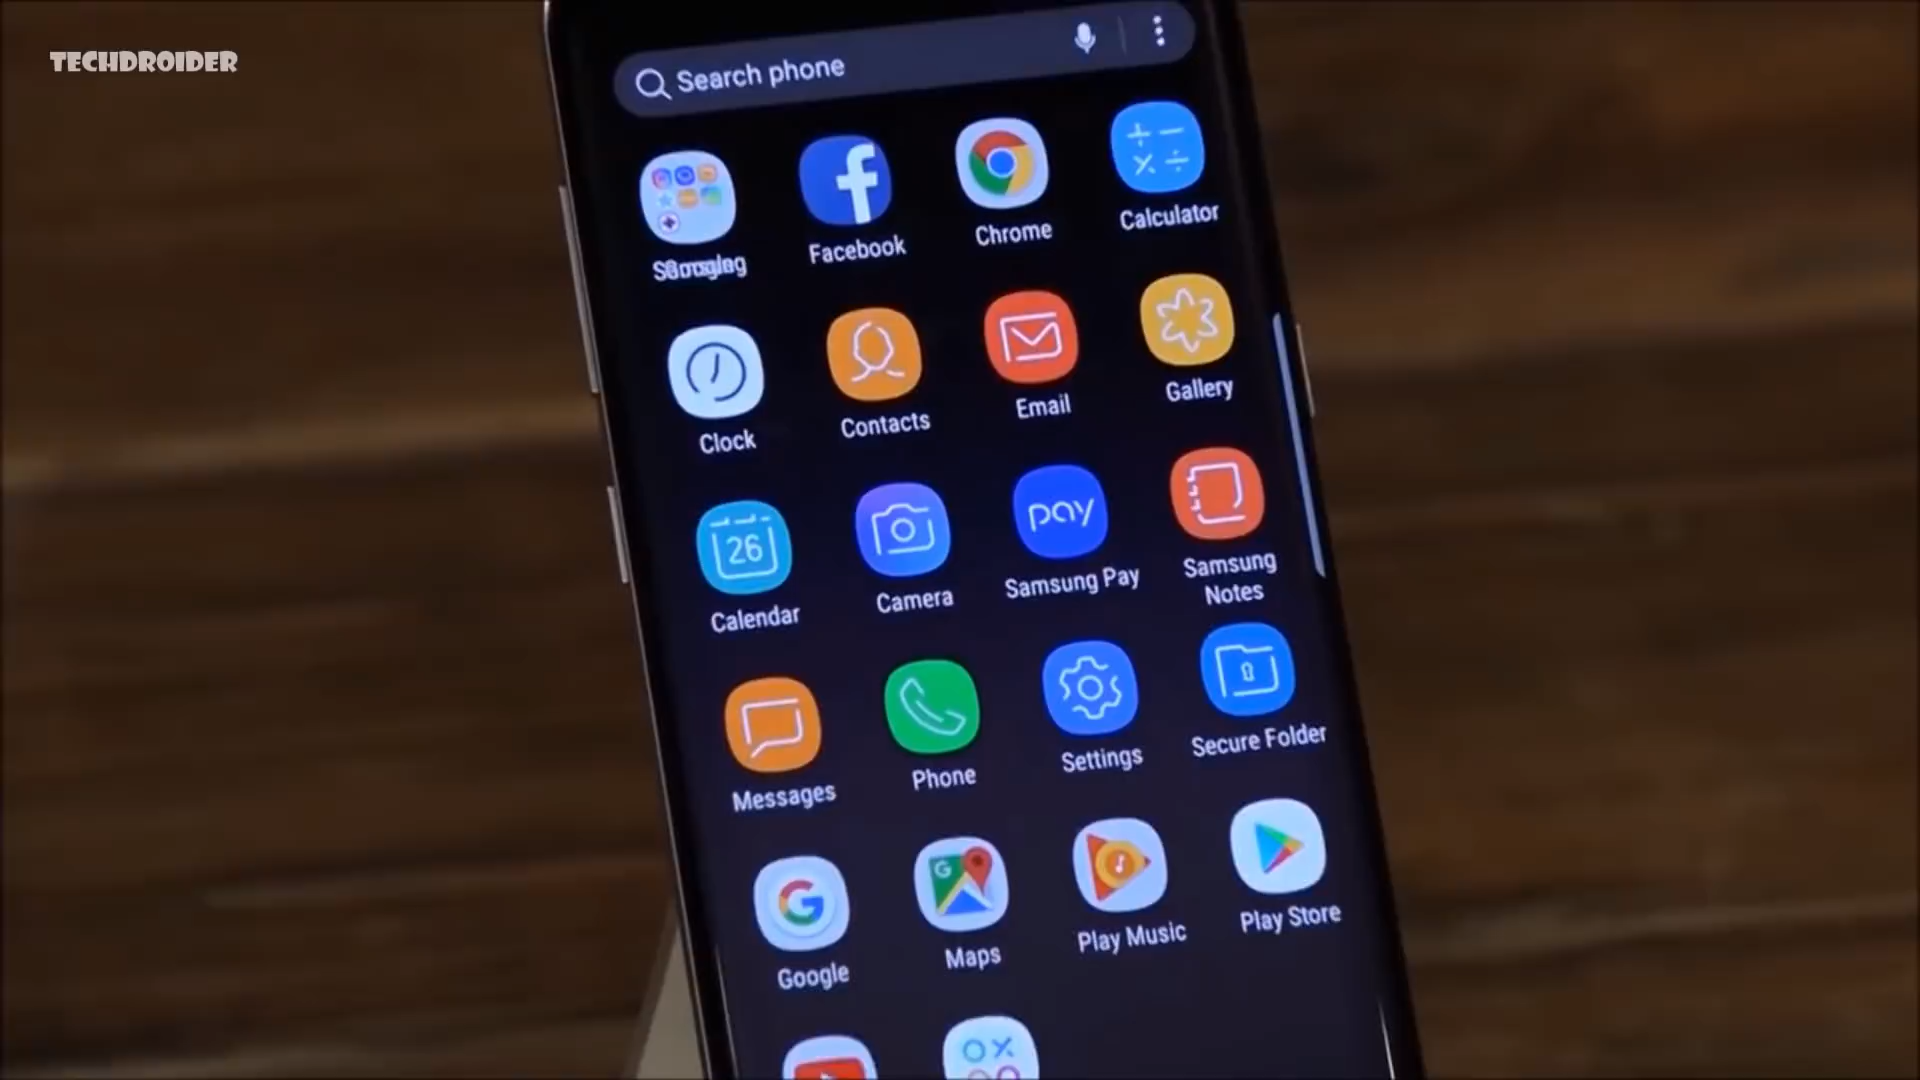 TECHDROIDER
Search phone
Facebook
Chrome
Calculator
Clock
Contacts
Email
Gallery
26
pay
Calendar
Camera
Samsung Pay
Samsung
Notes
Messages
Phone
Settings
Secure Folder
G
G
Google
Maps
Play Music
Play Store